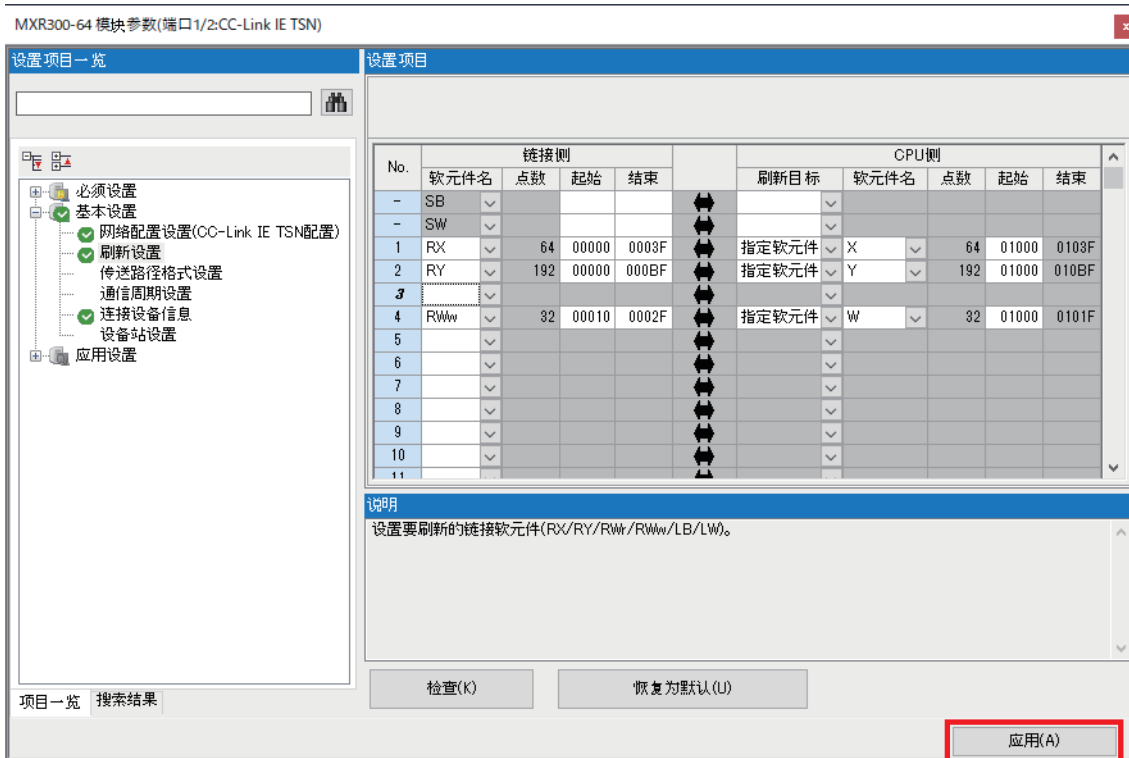 MXR300-64 模块参数(端口1/2:CC-Link IE TSN)
设置项目一览
必须设置
基本设置
网络配置设置(CC-Link IE TSN配置)
刷新设置
传送路径格式设置
通信周期设置
连接设备信息
设备站设置
应用设置
项目一览 搜索结果
设置项目
No. 链接侧 CPU侧
软元件名 点数 起始 结束 刷新目标 软元件名 点数 起始 结束
- SB
- SW
1 RX 64 00000 0003F 指定软元件 X 64 01000 0103F
2 RY 192 00000 000BF 指定软元件 Y 192 01000 010BF
3
4 RWw 32 00010 0002F 指定软元件 W 32 01000 0101F
5
6
7
8
9
10
11
说明
设置要刷新的链接软元件(RX/RY/RWr/RWw/LB/LW)。
检查(K) 恢复为默认(U)
应用(A)